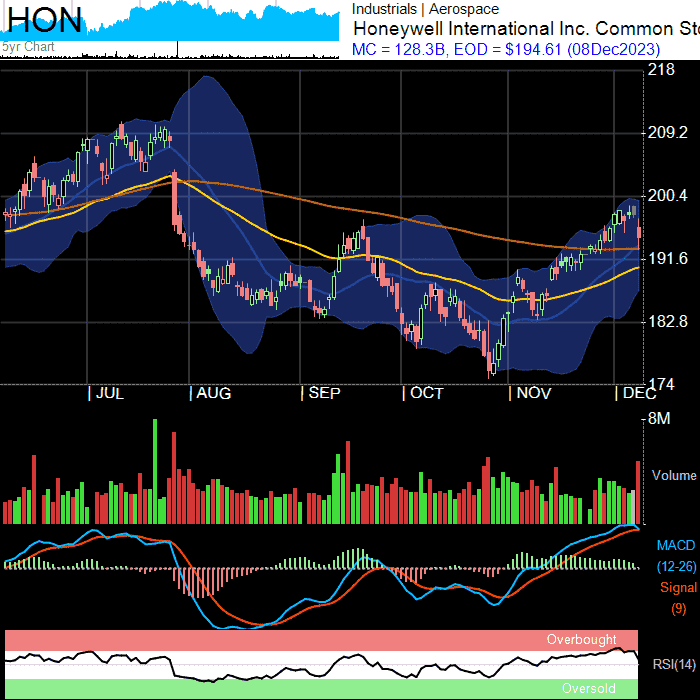 HON
5yr Chart
Industrials | Aerospace
Honeywell International Inc. Common Sto
MC = 128.3B, EOD = $194.61 (08Dec2023)
218
209.2
200.4
191.6
182.8
174
| JUL | AUG | SEP | OCT | NOV | DEC
8M
Volume
MACD
(12-26)
Signal
(9)
Overbought
RSI(14)
Oversold